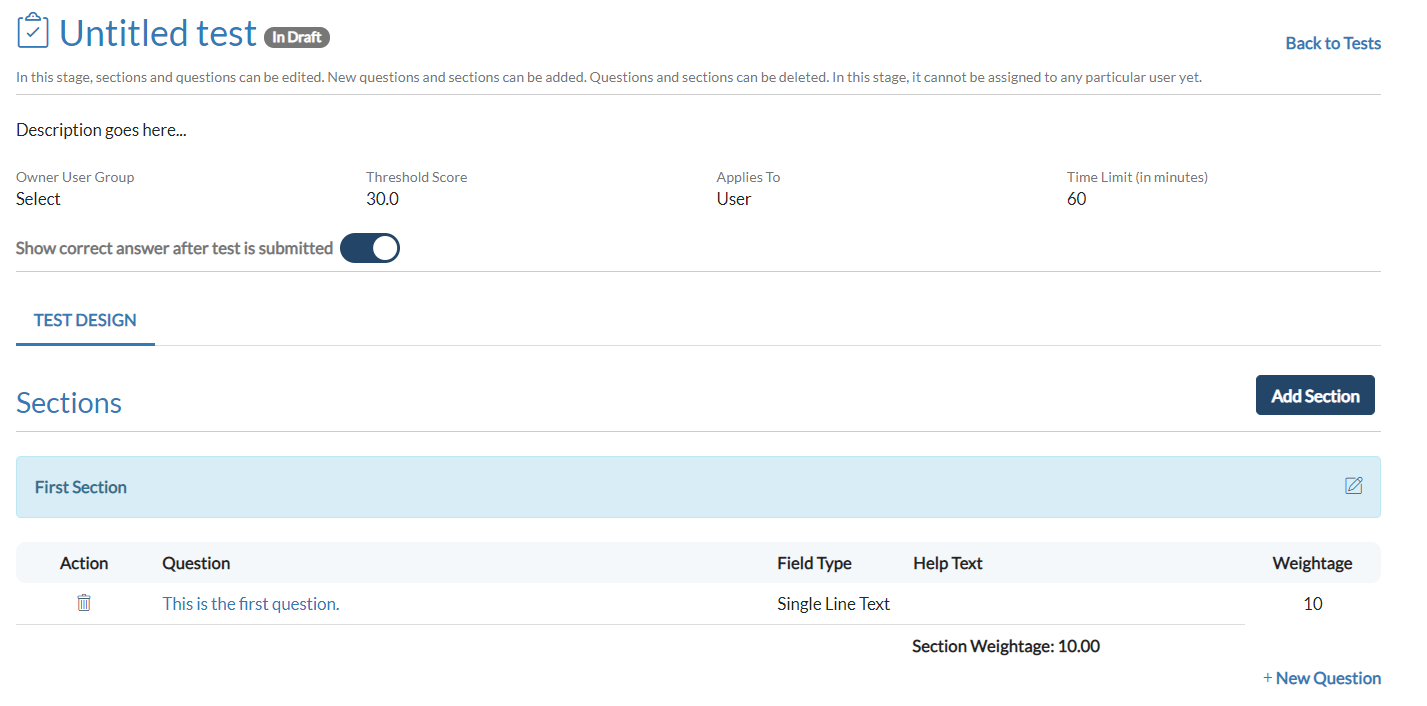 Untitled test In Draft
Back to Tests
In this stage, sections and questions can be edited. New questions and sections can be added. Questions and sections can be deleted. In this stage, it cannot be assigned to any particular user yet.
Description goes here...
Owner User Group Threshold Score Applies To Time Limit (in minutes)
Select 30.0 User 60
Show correct answer after test is submitted
TEST DESIGN
Sections Add Section
First Section
Action Question Field Type Help Text Weightage
This is the first question. Single Line Text 10
Section Weightage: 10.00
+ New Question